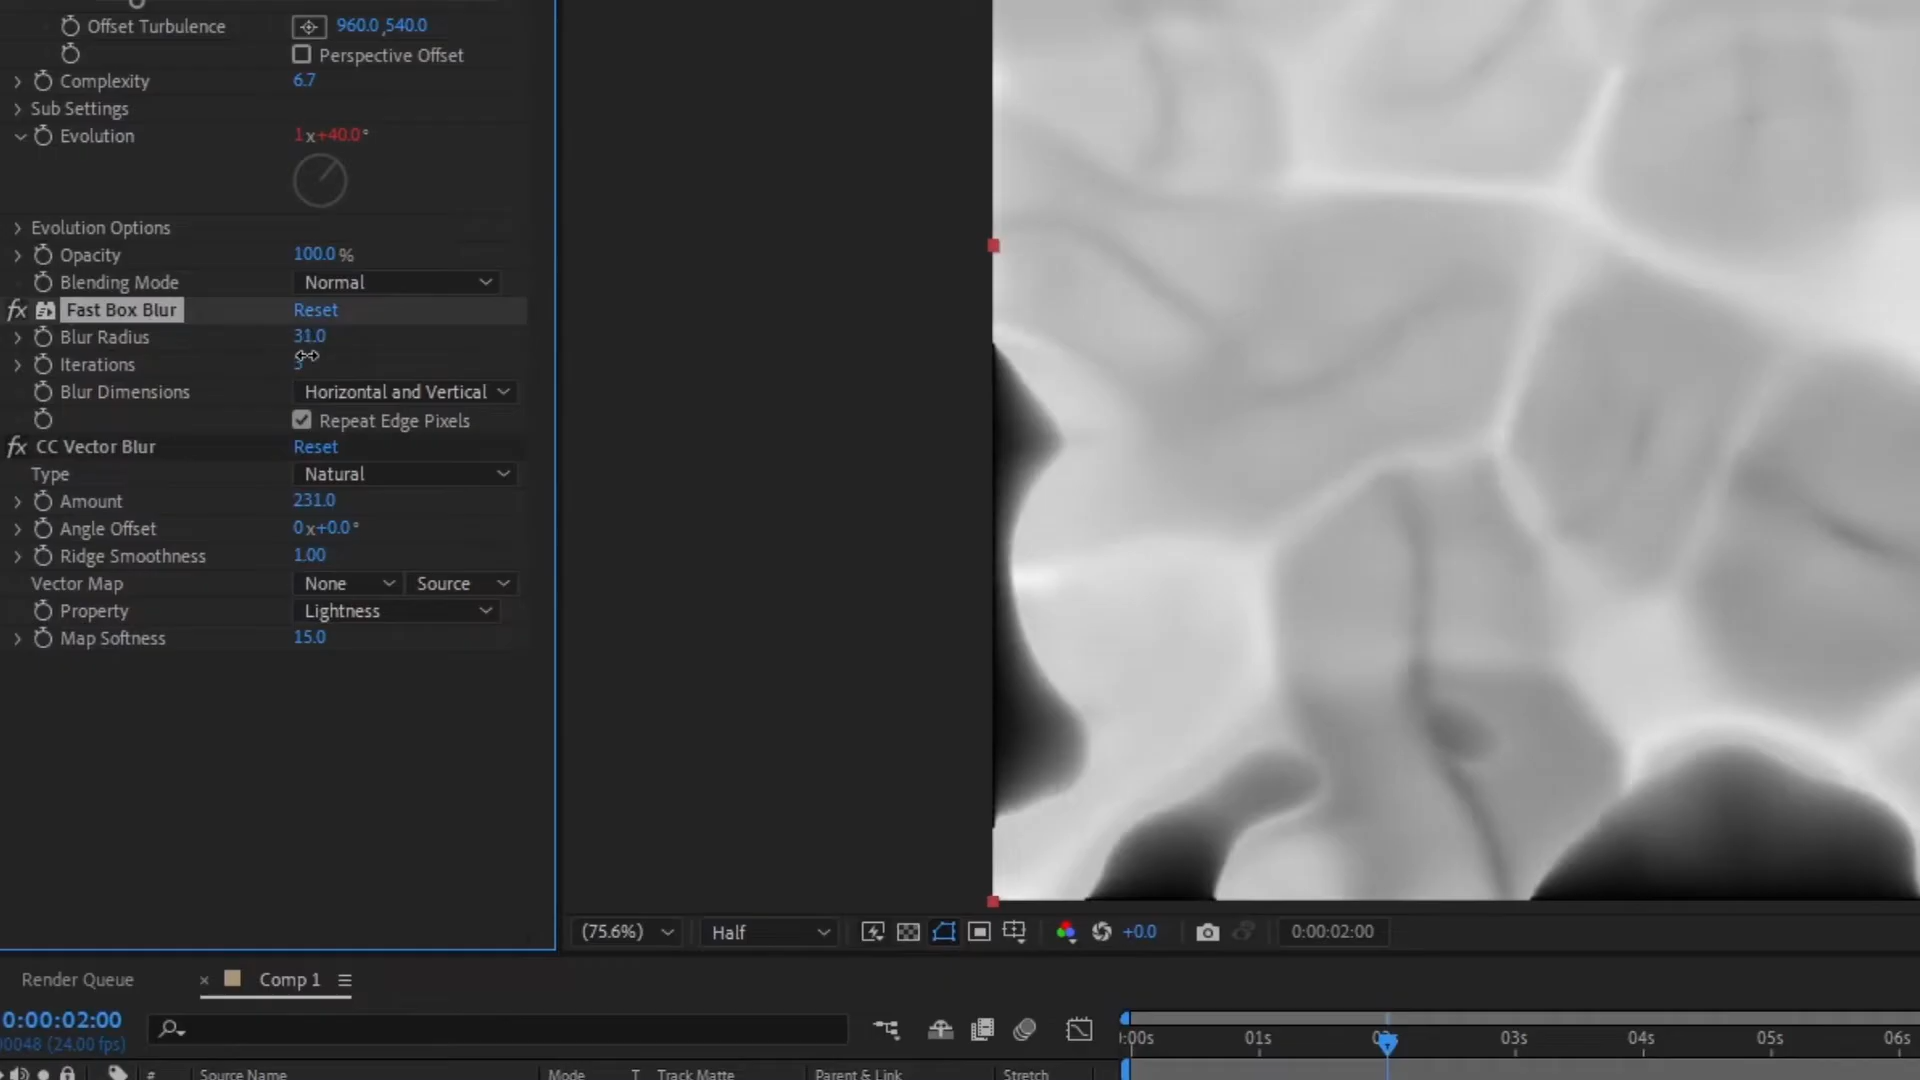 Offset Turbulence 960.0,540.0
Perspective Offset
Complexity 6.7
Sub Settings
Evolution 1x+40.0°
Evolution Options
Opacity 100.0 %
Blending Mode Normal
fx Fast Box Blur Reset
Blur Radius 31.0
Iterations 3
Blur Dimensions Horizontal and Vertical
Repeat Edge Pixels
fx CC Vector Blur Reset
Type Natural
Amount 231.0
Angle Offset 0x+0.0°
Ridge Smoothness 1.00
Vector Map None Source
Property Lightness
Map Softness 15.0
(75.6%) Half +0.0 0:00:02:00
Render Queue × Comp 1
0:00:02:00
00048 (24.00 fps)
:00s 01s 03s 04s 05s 06s
# Source Name Mode T Track Matte Parent & Link Stretch